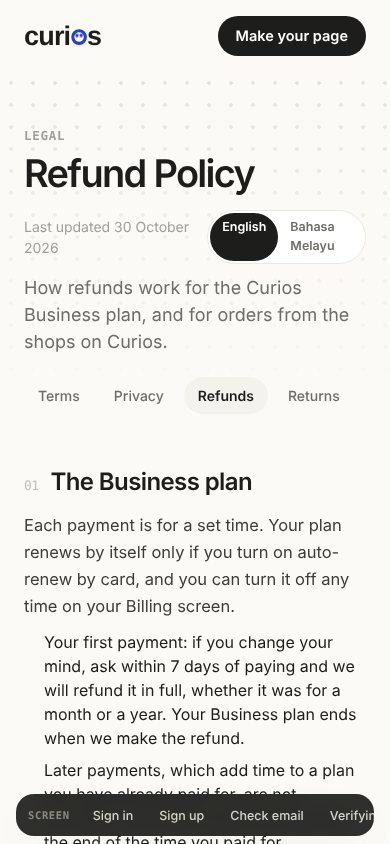 curios
Make your page
LEGAL
Refund Policy
Last updated 30 October
2026
English
Bahasa
Melayu
How refunds work for the Curios
Business plan, and for orders from the
shops on Curios.
Terms
Privacy
Refunds
Returns
01 The Business plan
Each payment is for a set time. Your plan
renews by itself only if you turn on auto-
renew by card, and you can turn it off any
time on your Billing screen.
Your first payment: if you change your
mind, ask within 7 days of paying and we
will refund it in full, whether it was for a
month or a year. Your Business plan ends
when we make the refund.
Later payments, which add time to a plan
SCREEN
Sign in
Sign up
Check email
the end of the time you paid for